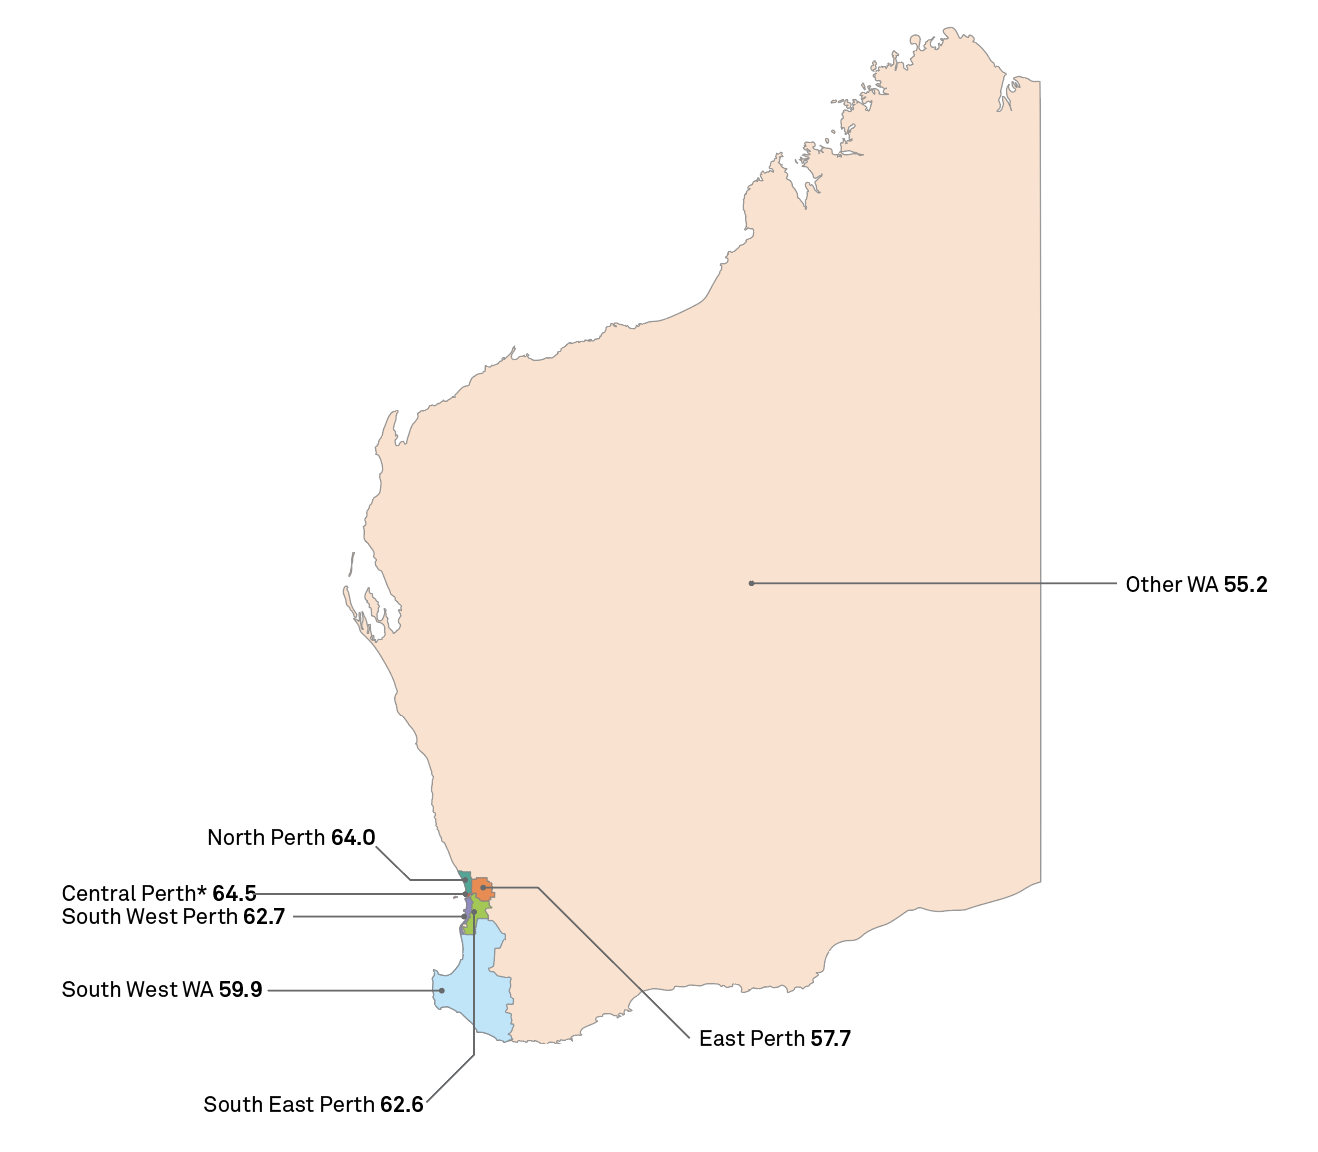 Other WA 55.2
North Perth 64.0
Central Perth* 64.5
South West Perth 62.7
South West WA 59.9
East Perth 57.7
South East Perth 62.6